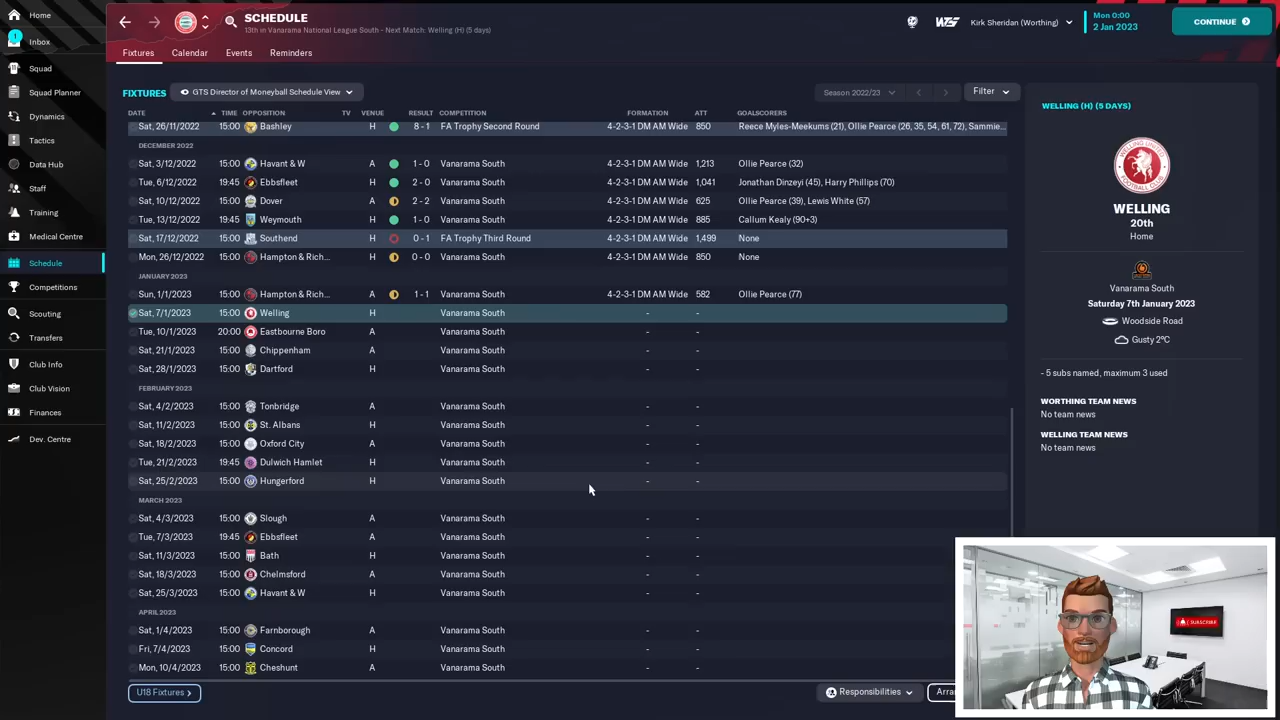 Home
1
Inbox
Squad
Squad Planner
Dynamics
Tactics
Data Hub
Staff
Training
Medical Centre
Schedule
Competitions
Scouting
Transfers
Club Info
Club Vision
Finances
Dev. Centre
SCHEDULE
13th in Vanarama National League South - Next Match: Welling (H) (5 days)
Kirk Sheridan (Worthing)
Mon 0:00
2 Jan 2023
CONTINUE
Fixtures Calendar Events Reminders
FIXTURES GTS Director of Moneyball Schedule View Season 2022/23 Filter
DATE TIME OPPOSITION TV VENUE RESULT COMPETITION FORMATION ATT GOALSCORERS
Sat, 26/11/2022 15:00 Bashley H 8 - 1 FA Trophy Second Round 4-2-3-1 DM AM Wide 850 Reece Myles-Meekums (21), Ollie Pearce (26, 35, 54, 61, 72), Sammie...
DECEMBER 2022
Sat, 3/12/2022 15:00 Havant & W A 1 - 0 Vanarama South 4-2-3-1 DM AM Wide 1,213 Ollie Pearce (32)
Tue, 6/12/2022 19:45 Ebbsfleet H 2 - 0 Vanarama South 4-2-3-1 DM AM Wide 1,041 Jonathan Dinzeyi (45), Harry Phillips (70)
Sat, 10/12/2022 15:00 Dover A 2 - 2 Vanarama South 4-2-3-1 DM AM Wide 625 Ollie Pearce (39), Lewis White (57)
Tue, 13/12/2022 19:45 Weymouth H 1 - 0 Vanarama South 4-2-3-1 DM AM Wide 885 Callum Kealy (90+3)
Sat, 17/12/2022 15:00 Southend H 0 - 1 FA Trophy Third Round 4-2-3-1 DM AM Wide 1,499 None
Mon, 26/12/2022 15:00 Hampton & Rich... H 0 - 0 Vanarama South 4-2-3-1 DM AM Wide 850 None
JANUARY 2023
Sun, 1/1/2023 15:00 Hampton & Rich... A 1 - 1 Vanarama South 4-2-3-1 DM AM Wide 582 Ollie Pearce (77)
Sat, 7/1/2023 15:00 Welling H Vanarama South - -
Tue, 10/1/2023 20:00 Eastbourne Boro A Vanarama South - -
Sat, 21/1/2023 15:00 Chippenham A Vanarama South - -
Sat, 28/1/2023 15:00 Dartford H Vanarama South - -
FEBRUARY 2023
Sat, 4/2/2023 15:00 Tonbridge A Vanarama South - -
Sat, 11/2/2023 15:00 St. Albans H Vanarama South - -
Sat, 18/2/2023 15:00 Oxford City A Vanarama South - -
Tue, 21/2/2023 19:45 Dulwich Hamlet H Vanarama South - -
Sat, 25/2/2023 15:00 Hungerford H Vanarama South - -
MARCH 2023
Sat, 4/3/2023 15:00 Slough A Vanarama South - -
Tue, 7/3/2023 19:45 Ebbsfleet A Vanarama South - -
Sat, 11/3/2023 15:00 Bath H Vanarama South - -
Sat, 18/3/2023 15:00 Chelmsford A Vanarama South - -
Sat, 25/3/2023 15:00 Havant & W H Vanarama South - -
APRIL 2023
Sat, 1/4/2023 15:00 Farnborough A Vanarama South - -
Fri, 7/4/2023 15:00 Concord H Vanarama South - -
Mon, 10/4/2023 15:00 Cheshunt A Vanarama South - -
U18 Fixtures Responsibilities Arran
WELLING (H) (5 DAYS)
WELLING
20th
Home
Vanarama South
Saturday 7th January 2023
Woodside Road
Gusty 2°C
- 5 subs named, maximum 3 used
WORTHING TEAM NEWS
No team news
WELLING TEAM NEWS
No team news
SUBSCRIBE